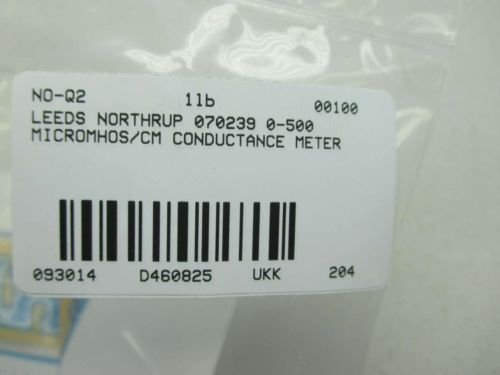 NO-Q2 1lb 00100
LEEDS NORTHRUP 070239 0-500
MICROMHOS/CM CONDUCTANCE METER
093014 D460825 UKK 204